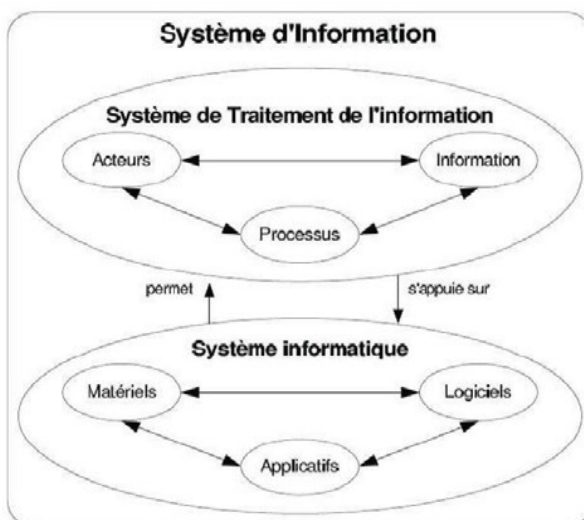 Système d'Information
Système de Traitement de l'information
Acteurs
Information
Processus
permet
s'appuie sur
Système informatique
Matériels
Logiciels
Applicatifs